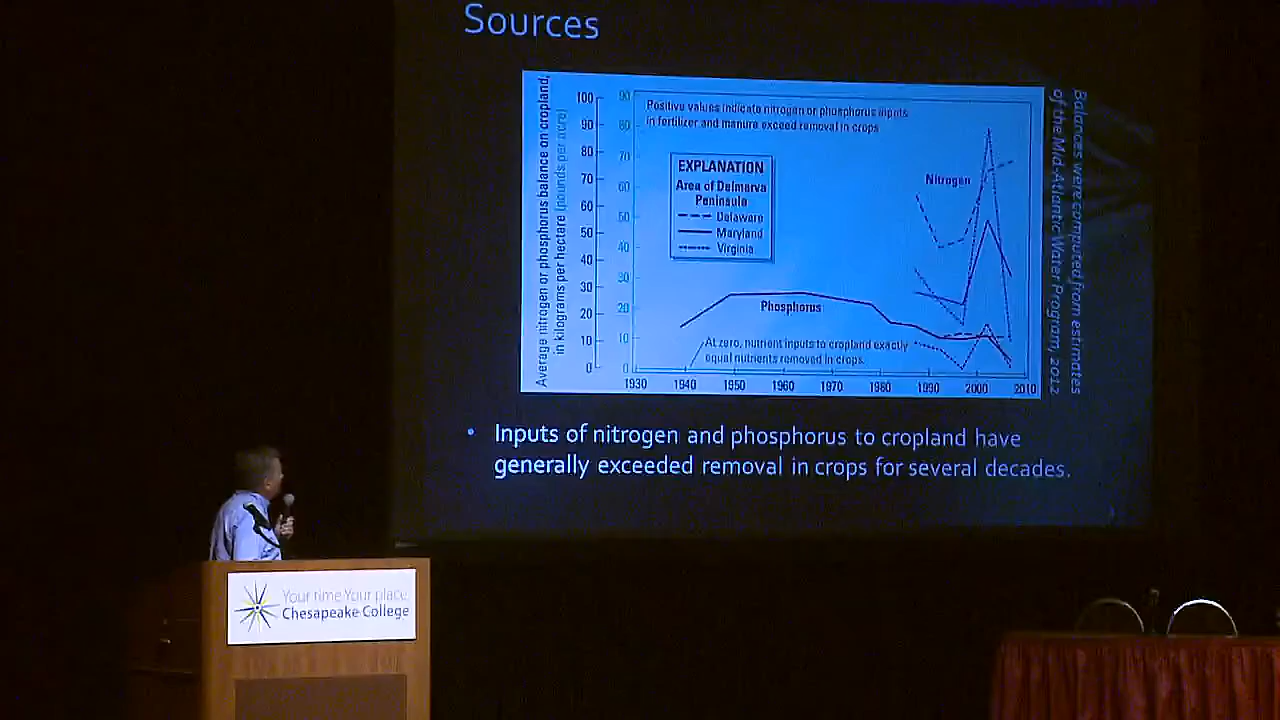 Sources
Average nitrogen or phosphorus balance on cropland,
in kilograms per hectare (pounds per acre)
100
90
80
70
60
50
40
30
20
10
0
90
80
70
60
50
40
30
20
10
0
Positive values indicate nitrogen or phosphorus inputs
in fertilizer and manure exceed removal in crops
EXPLANATION
Area of Delmarva
Peninsula
Delaware
Maryland
Virginia
Nitrogen
Phosphorus
At zero, nutrient inputs to cropland exactly
equal nutrients removed in crops.
1930 1940 1950 1960 1970 1980 1990 2000 2010
Balances were computed from estimates
of the Mid-Atlantic Water Program, 2012
• Inputs of nitrogen and phosphorus to cropland have
generally exceeded removal in crops for several decades.
Your time.Your place.
Chesapeake College